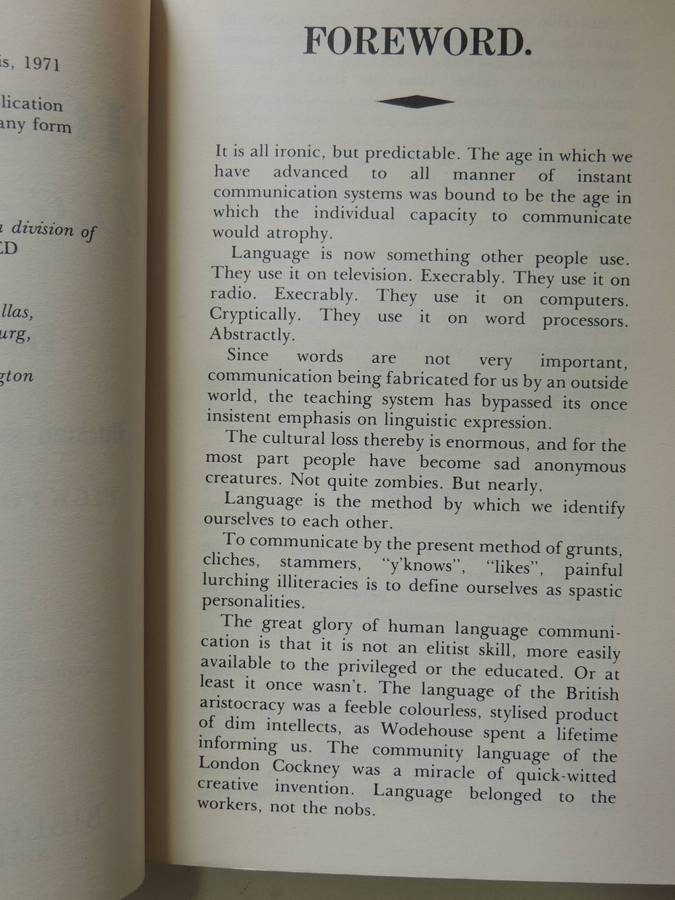 is, 1971
lication
any form
a division of
ED
llas,
urg,
gton
FOREWORD.
It is all ironic, but predictable. The age in which we
have advanced to all manner of instant
communication systems was bound to be the age in
which the individual capacity to communicate
would atrophy.
Language is now something other people use.
They use it on television. Execrably. They use it on
radio. Execrably. They use it on computers.
Cryptically. They use it on word processors.
Abstractly.
Since words are not very important,
communication being fabricated for us by an outside
world, the teaching system has bypassed its once
insistent emphasis on linguistic expression.
The cultural loss thereby is enormous, and for the
most part people have become sad anonymous
creatures. Not quite zombies. But nearly.
Language is the method by which we identify
ourselves to each other.
To communicate by the present method of grunts,
cliches, stammers, "y'knows", "likes", painful
lurching illiteracies is to define ourselves as spastic
personalities.
The great glory of human language communi-
cation is that it is not an elitist skill, more easily
available to the privileged or the educated. Or at
least it once wasn't. The language of the British
aristocracy was a feeble colourless, stylised product
of dim intellects, as Wodehouse spent a lifetime
informing us. The community language of the
London Cockney was a miracle of quick-witted
creative invention. Language belonged to the
workers, not the nobs.